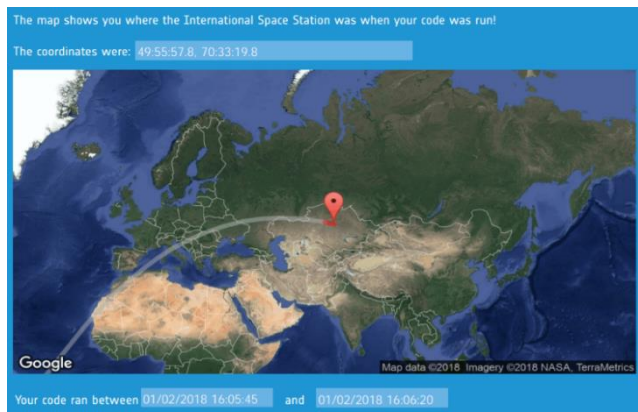 The map shows you where the International Space Station was when your code was run!
The coordinates were: 49:55:57.8, 70:33:19.8
Google
Map data ©2018 Imagery ©2018 NASA, TerraMetrics
Your code ran between 01/02/2018 16:05:45 and 01/02/2018 16:06:20